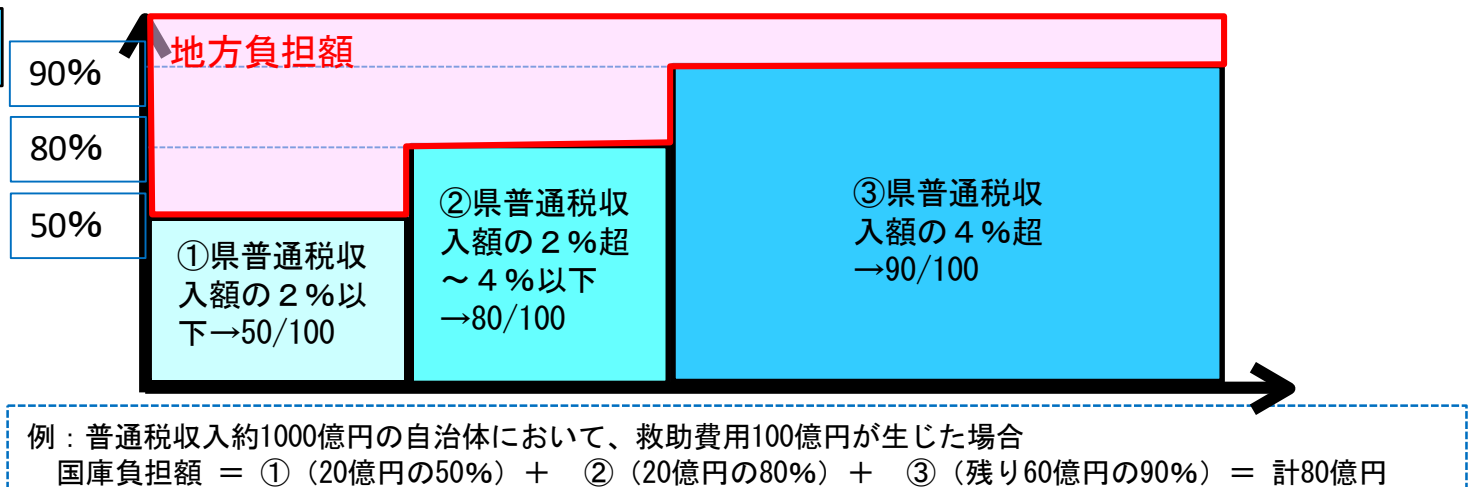 地方負担額
90%
80%
50%
①県普通税収
入額の２％以
下→50/100
②県普通税収
入額の２％超
～４％以下
→80/100
③県普通税収
入額の４％超
→90/100
例：普通税収入約1000億円の自治体において、救助費用100億円が生じた場合
国庫負担額 ＝ ①（20億円の50%）＋ ②（20億円の80%）＋ ③（残り60億円の90%）＝ 計80億円